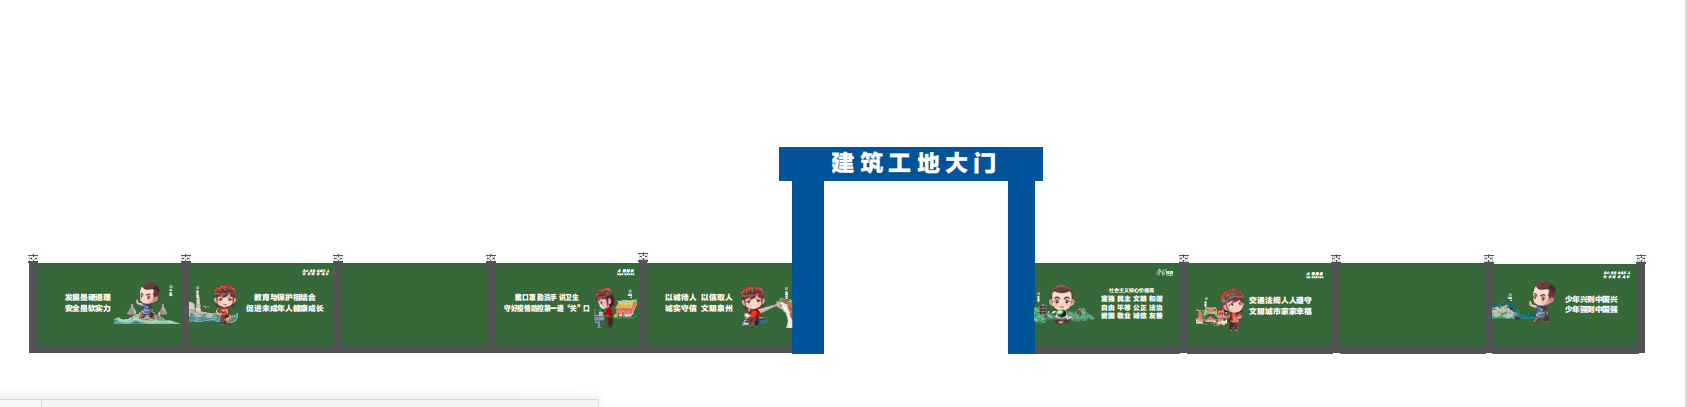 建筑工地大门
发展是硬道理
安全是软实力
教育与保护相结合
促进未成年人健康成长
戴口罩 勤洗手 讲卫生
守好疫情防控第一道“关”口
以诚待人 以信取人
诚实守信 文明泉州
社会主义核心价值观
富强 民主 文明 和谐
自由 平等 公正 法治
爱国 敬业 诚信 友善
交通法规人人遵守
文明城市家家幸福
少年兴则中国兴
少年强则中国强